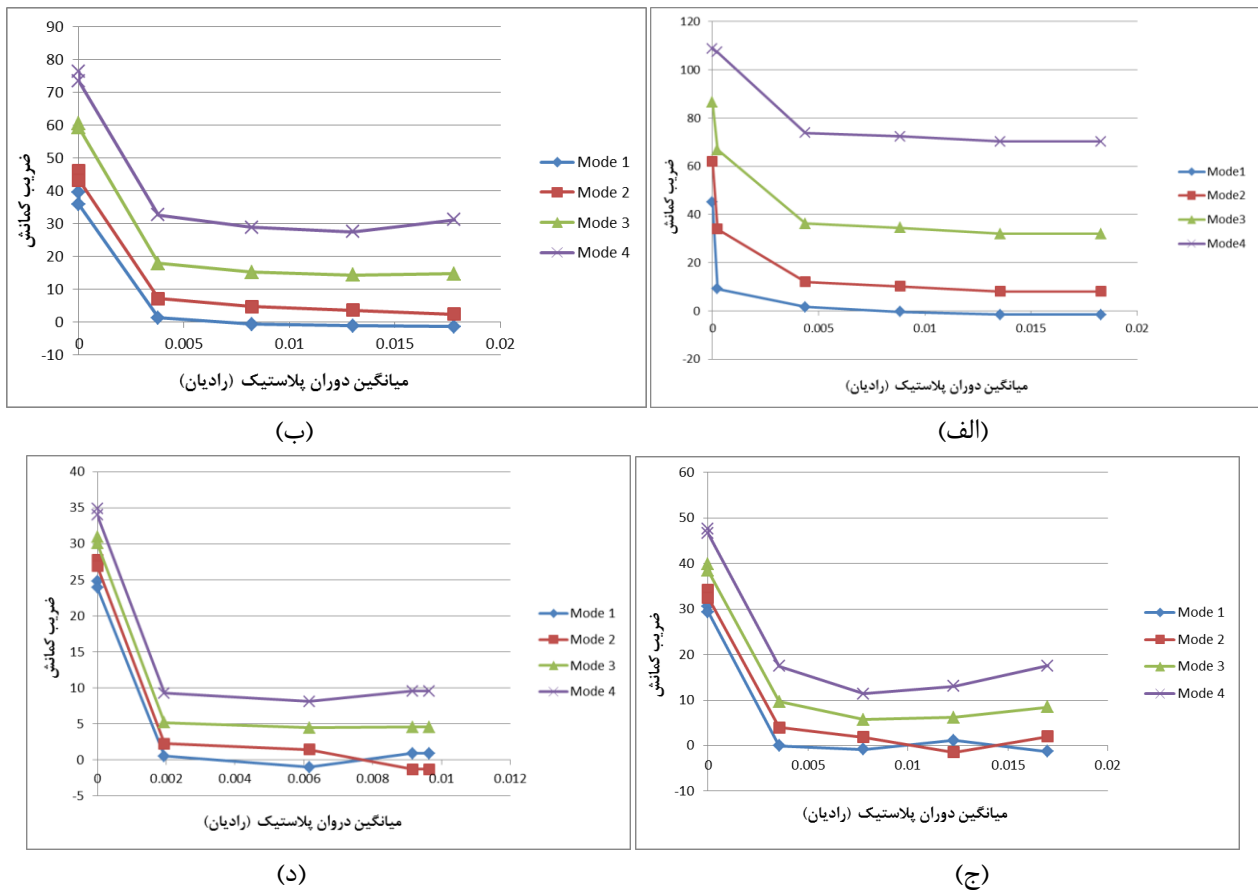 120
100
80
60
40
20
0
-20
0
0.005
0.01
0.015
0.02
ضریب کمانش
میانگین دوران پلاستیک (رادیان)
Mode1
Mode2
Mode3
Mode4
(الف)
90
80
70
60
50
40
30
20
10
0
-10
0
0.005
0.01
0.015
0.02
ضریب کمانش
میانگین دوران پلاستیک (رادیان)
Mode 1
Mode 2
Mode 3
Mode 4
(ب)
60
50
40
30
20
10
0
-10
0
0.005
0.01
0.015
0.02
ضریب کمانش
میانگین دوران پلاستیک (رادیان)
Mode 1
Mode 2
Mode 3
Mode 4
(ج)
40
35
30
25
20
15
10
5
0
-5
0
0.002
0.004
0.006
0.008
0.01
0.012
ضریب کمانش
میانگین دروان پلاستیک (رادیان)
Mode 1
Mode 2
Mode 3
Mode 4
(د)